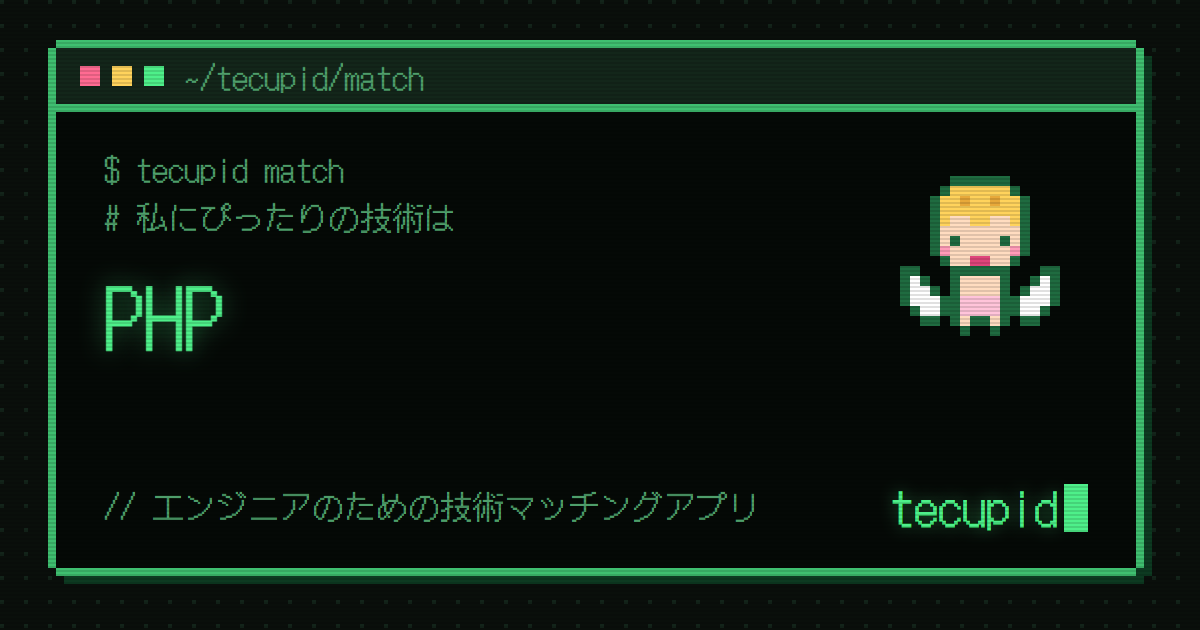 ~/tecupid/match
$ tecupid match
# 私にぴったりの技術は
PHP
// エンジニアのための技術マッチングアプリ
tecupid